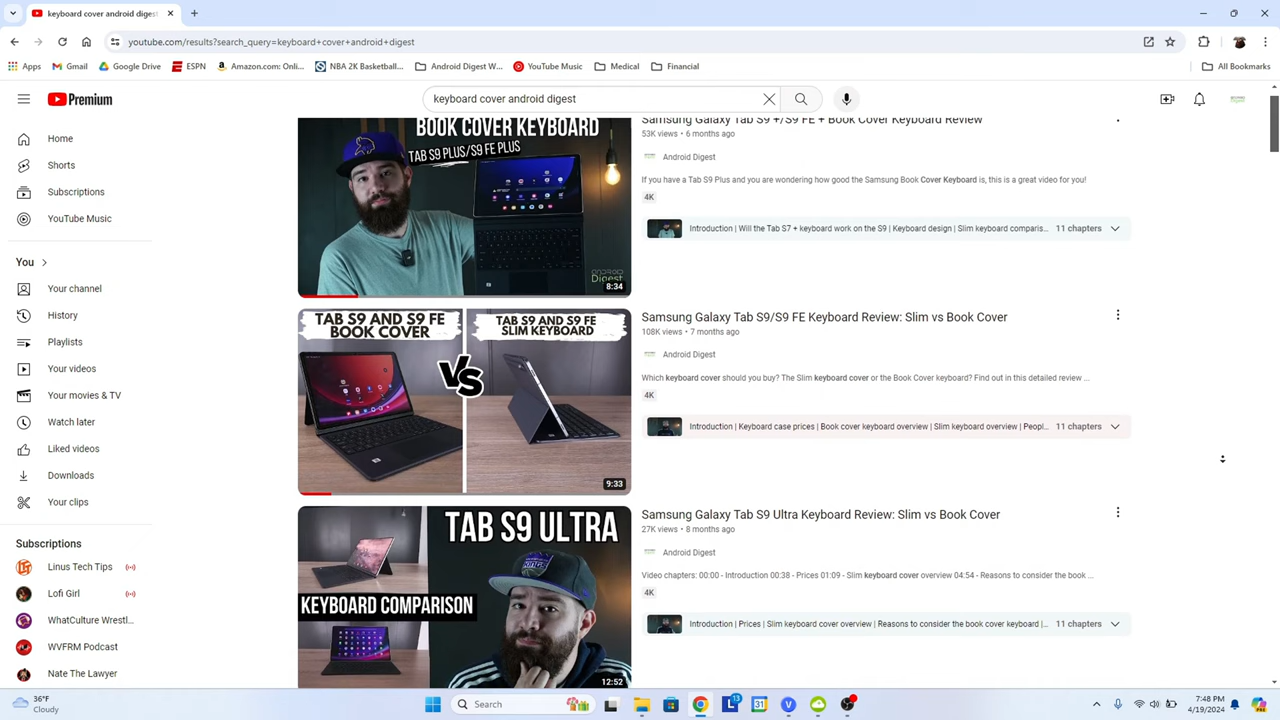 keyboard cover android digest
youtube.com/results?search_query=keyboard+cover+android+digest
Apps
Gmail
Google Drive
ESPN
Amazon.com: Onli...
NBA 2K Basketball...
Android Digest W...
YouTube Music
Medical
Financial
All Bookmarks
Premium
keyboard cover android digest
Home
Shorts
Subscriptions
YouTube Music
You
Your channel
History
Playlists
Your videos
Your movies & TV
Watch later
Liked videos
Downloads
Your clips
Subscriptions
Linus Tech Tips
Lofi Girl
WhatCulture Wrestl...
WVFRM Podcast
Nate The Lawyer
BOOK COVER KEYBOARD
TAB S9 PLUS/S9 FE PLUS
ANDROID
Digest
8:34
Samsung Galaxy Tab S9 +/S9 FE + Book Cover Keyboard Review
53K views • 6 months ago
Android Digest
If you have a Tab S9 Plus and you are wondering how good the Samsung Book Cover Keyboard is, this is a great video for you!
4K
Introduction | Will the Tab S7 + keyboard work on the S9 | Keyboard design | Slim keyboard comparis... 11 chapters
TAB S9 AND S9 FE
BOOK COVER
VS
TAB S9 AND S9 FE
SLIM KEYBOARD
9:33
Samsung Galaxy Tab S9/S9 FE Keyboard Review: Slim vs Book Cover
108K views • 7 months ago
Android Digest
Which keyboard cover should you buy? The Slim keyboard cover or the Book Cover keyboard? Find out in this detailed review ...
4K
Introduction | Keyboard case prices | Book cover keyboard overview | Slim keyboard overview | Peopl... 11 chapters
TAB S9 ULTRA
KEYBOARD COMPARISON
KINGS
12:52
Samsung Galaxy Tab S9 Ultra Keyboard Review: Slim vs Book Cover
27K views • 8 months ago
Android Digest
Video chapters: 00:00 - Introduction 00:38 - Prices 01:09 - Slim keyboard cover overview 04:54 - Reasons to consider the book ...
4K
Introduction | Prices | Slim keyboard cover overview | Reasons to consider the book cover keyboard |... 11 chapters
36°F
Cloudy
Search
13
31
7:48 PM
4/19/2024